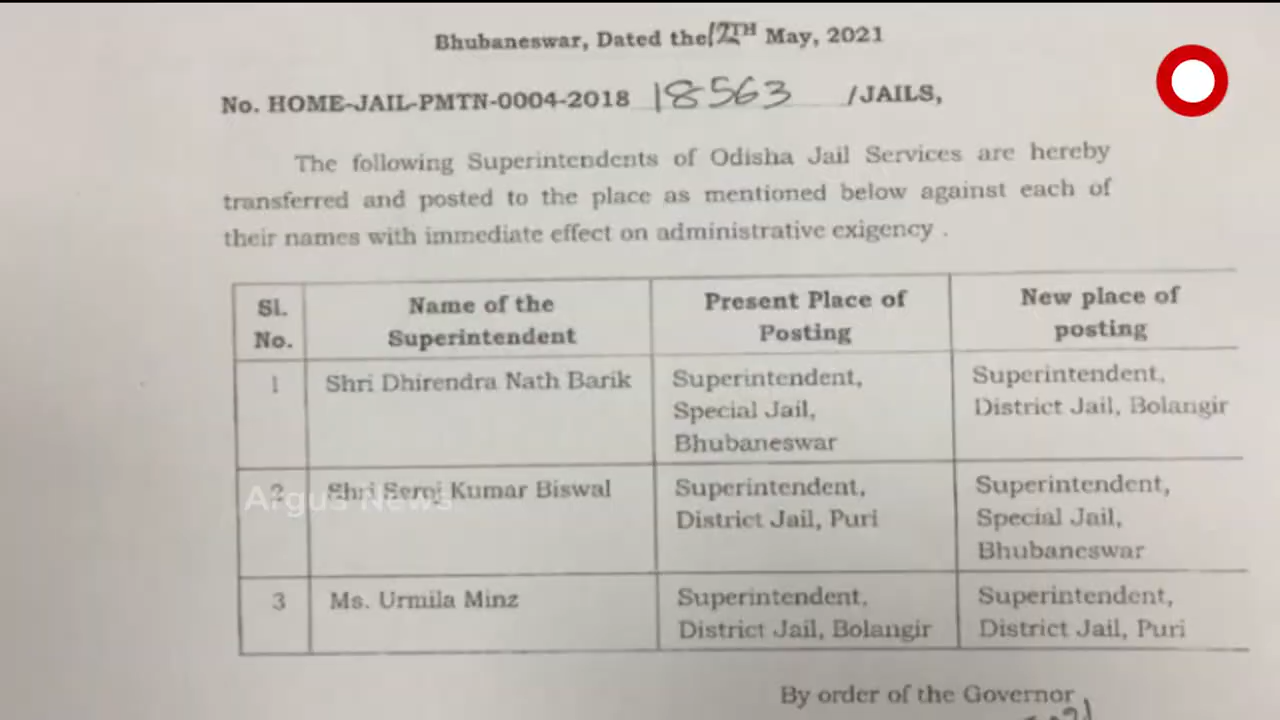 Bhubaneswar, Dated the 12TH May, 2021
No. HOME-JAIL-PMTN-0004-2018 18563 /JAILS,
The following Superintendents of Odisha Jail Services are hereby
transferred and posted to the place as mentioned below against each of
their names with immediate effect on administrative exigency .
Sl. No. Name of the Superintendent Present Place of Posting New place of posting
1 Shri Dhirendra Nath Barik Superintendent, Special Jail, Bhubaneswar Superintendent, District Jail, Bolangir
2 Shri Seroj Kumar Biswal Superintendent, District Jail, Puri Superintendent, Special Jail, Bhubaneswar
Argus News
3 Ms. Urmila Minz Superintendent, District Jail, Bolangir Superintendent, District Jail, Puri
By order of the Governor